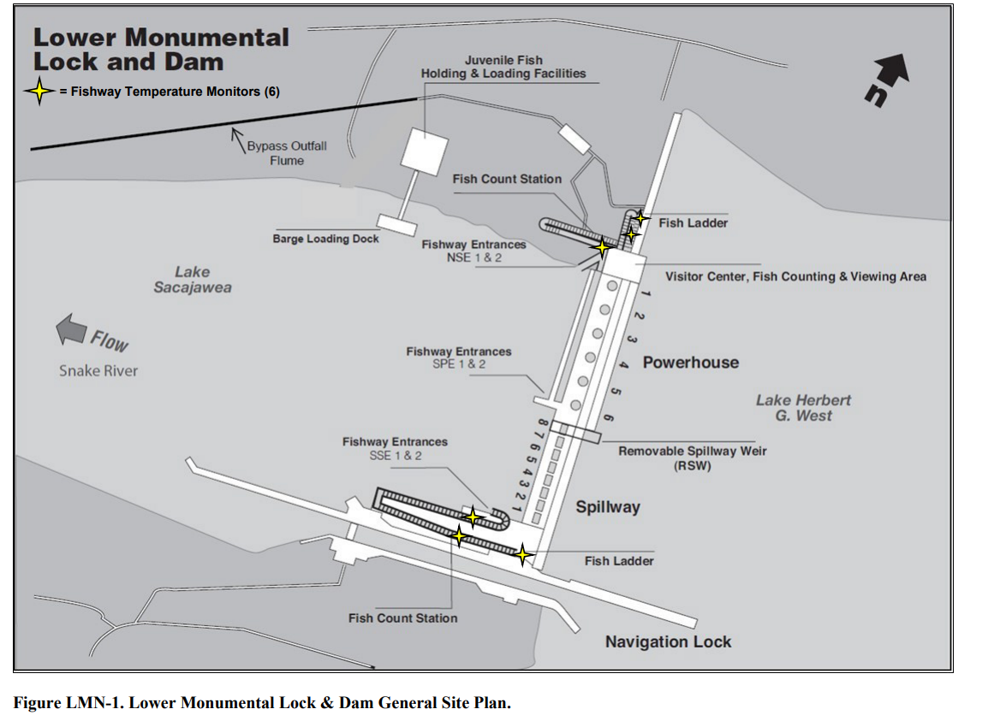 Lower Monumental
Lock and Dam
= Fishway Temperature Monitors (6)
Juvenile Fish
Holding & Loading Facilities
n
Bypass Outfall
Flume
Fish Count Station
Fish Ladder
Barge Loading Dock
Fishway Entrances
NSE 1 & 2
Visitor Center, Fish Counting & Viewing Area
Lake
Sacajawea
Flow
Snake River
1
2
3
4
5
6
Powerhouse
Fishway Entrances
SPE 1 & 2
Lake Herbert
G. West
8
7
6
5
4
3
2
1
Removable Spillway Weir
(RSW)
Fishway Entrances
SSE 1 & 2
Spillway
Fish Ladder
Fish Count Station
Navigation Lock
Figure LMN-1. Lower Monumental Lock & Dam General Site Plan.